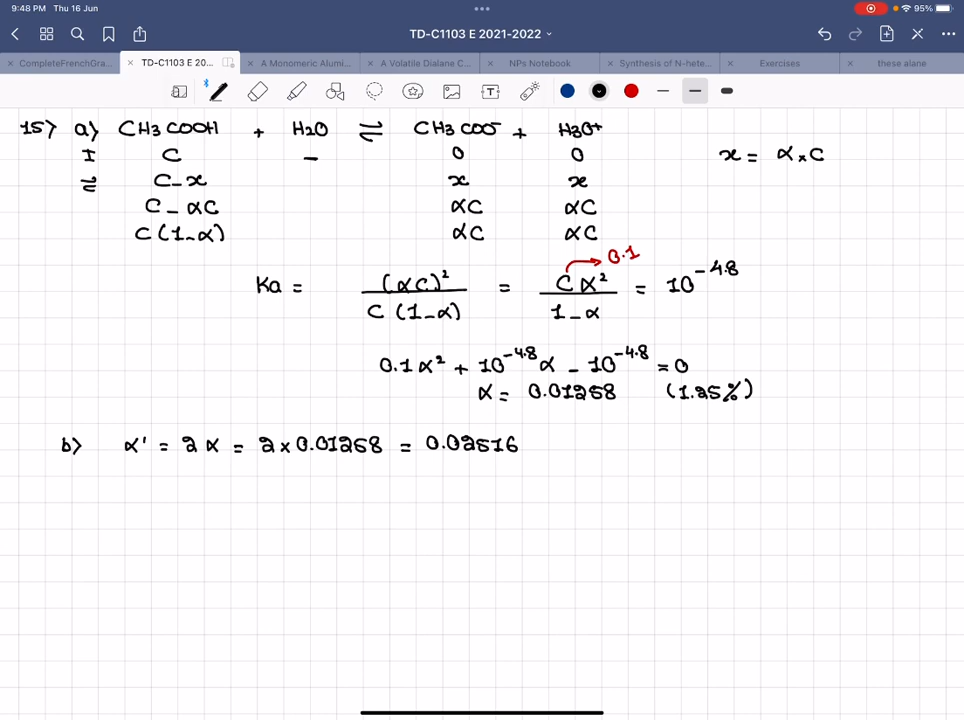 9:48 PM Thu 16 Jun 95%
TD-C1103 E 2021-2022
CompleteFrenchGra... TD-C1103 E 20... A Monomeric Alumi... A Volatile Dialane C... NPs Notebook Synthesis of N-hete... Exercises these alane
15> a) CH3COOH + H2O ⇌ CH3COO- + H3O+
I C – 0 0 x = α×C
⇌ C-x x x
C-αC αC αC
C(1-α) αC αC
0.1
Ka = (αC)²/C(1-α) = Cα²/1-α = 10^-4.8
0.1α² + 10^-4.8 α - 10^-4.8 = 0
α = 0.01258 (1.25%)
b> α' = 2α = 2×0.01258 = 0.02516